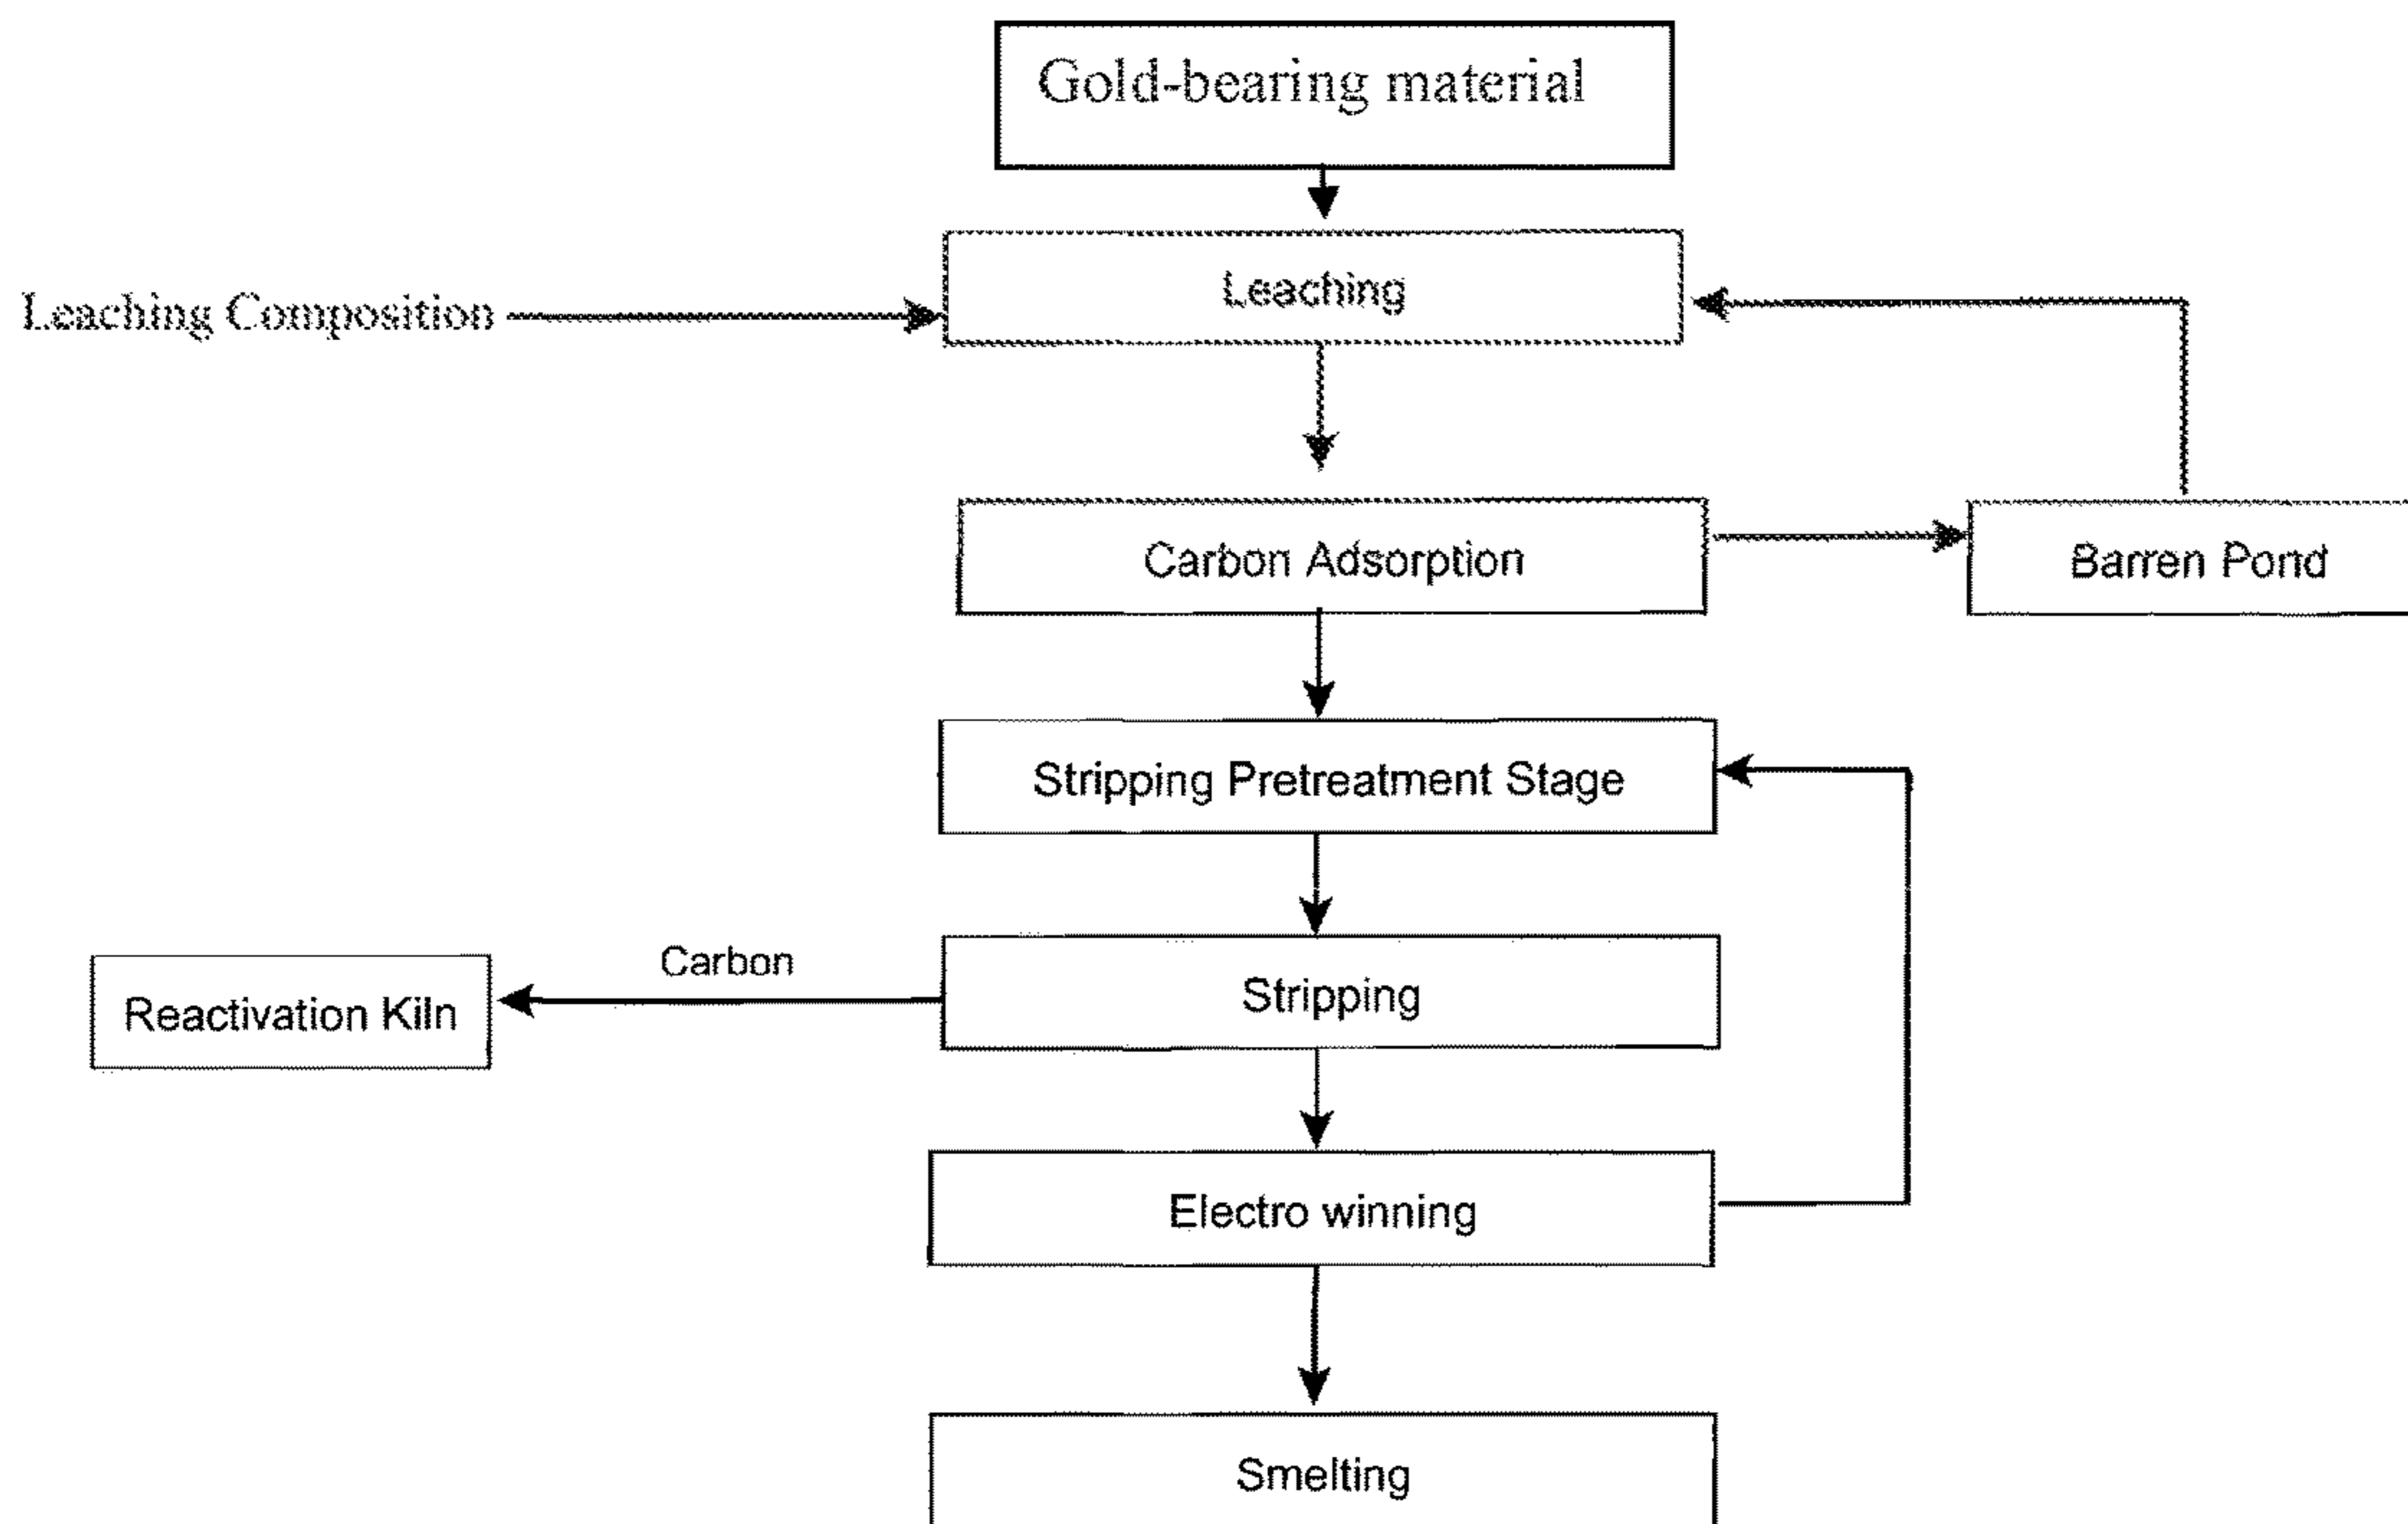 Gold-bearing material
Leaching
Leaching Composition
Carbon Adsorption
Barren Pond
Stripping Pretreatment Stage
Carbon
Reactivation Kiln
Stripping
Electro winning
Smelting